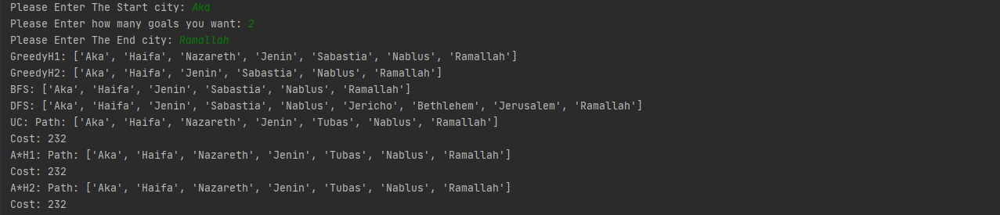 Please Enter The Start city: Aka
Please Enter how many goals you want: 2
Please Enter The End city: Ramallah
GreedyH1: ['Aka', 'Haifa', 'Nazareth', 'Jenin', 'Sabastia', 'Nablus', 'Ramallah']
GreedyH2: ['Aka', 'Haifa', 'Jenin', 'Sabastia', 'Nablus', 'Ramallah']
BFS: ['Aka', 'Haifa', 'Jenin', 'Sabastia', 'Nablus', 'Ramallah']
DFS: ['Aka', 'Haifa', 'Jenin', 'Sabastia', 'Nablus', 'Jericho', 'Bethlehem', 'Jerusalem', 'Ramallah']
UC: Path: ['Aka', 'Haifa', 'Nazareth', 'Jenin', 'Tubas', 'Nablus', 'Ramallah']
Cost: 232
A*H1: Path: ['Aka', 'Haifa', 'Nazareth', 'Jenin', 'Tubas', 'Nablus', 'Ramallah']
Cost: 232
A*H2: Path: ['Aka', 'Haifa', 'Nazareth', 'Jenin', 'Tubas', 'Nablus', 'Ramallah']
Cost: 232